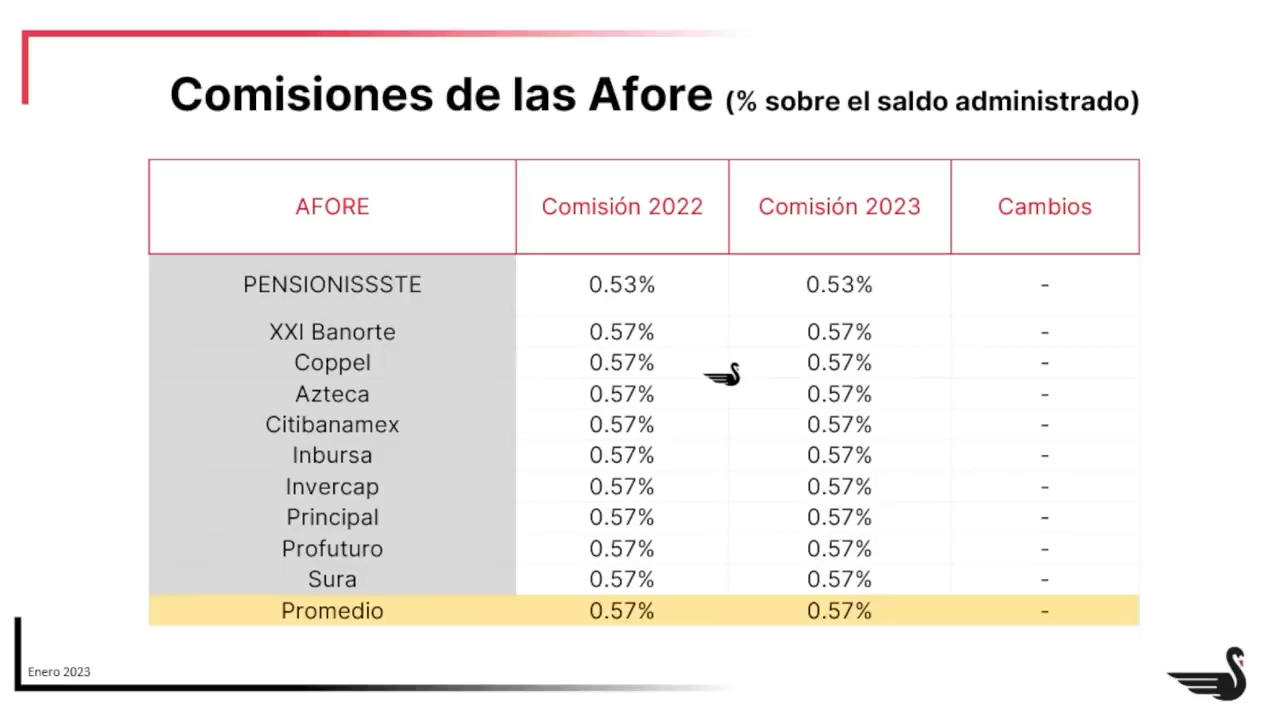 Comisiones de las Afore (% sobre el saldo administrado)
AFORE Comisión 2022 Comisión 2023 Cambios
PENSIONISSSTE 0.53% 0.53% -
XXI Banorte 0.57% 0.57% -
Coppel 0.57% 0.57% -
Azteca 0.57% 0.57% -
Citibanamex 0.57% 0.57% -
Inbursa 0.57% 0.57% -
Invercap 0.57% 0.57% -
Principal 0.57% 0.57% -
Profuturo 0.57% 0.57% -
Sura 0.57% 0.57% -
Promedio 0.57% 0.57% -
Enero 2023